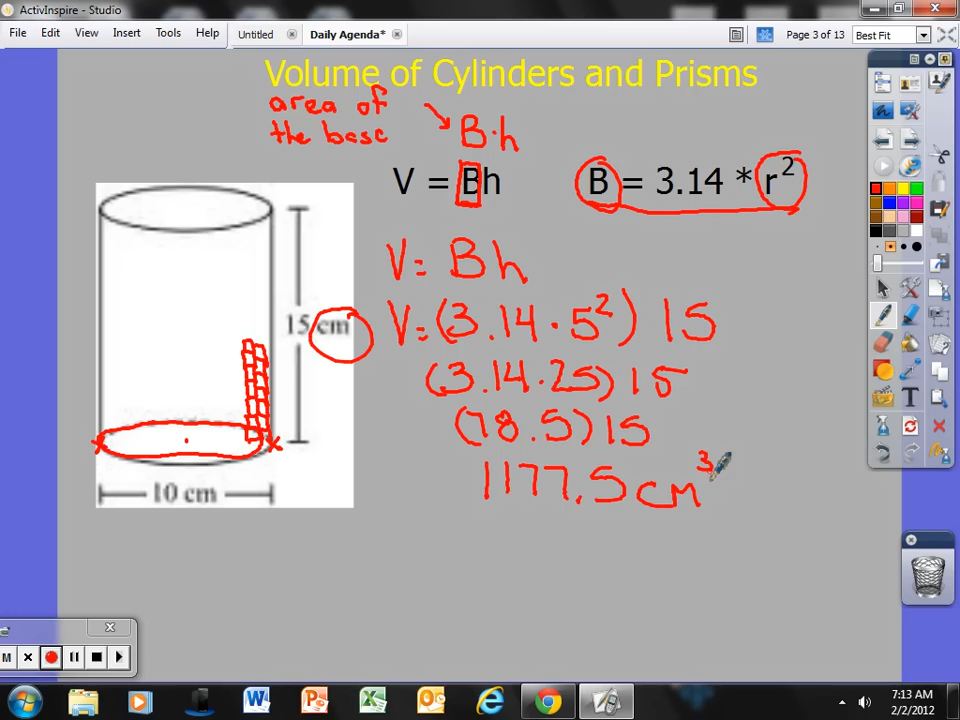 ActivInspire - Studio
File Edit View Insert Tools Help
Untitled
Daily Agenda*
Page 3 of 13
Best Fit
Volume of Cylinders and Prisms
area of
the base
B·h
V = Bh
B = 3.14 * r²
V = Bh
15 cm
V = (3.14 · 5²) 15
(3.14 · 25) 15
(78.5) 15
1177.5 cm³
10 cm
T
M
7:13 AM
2/2/2012